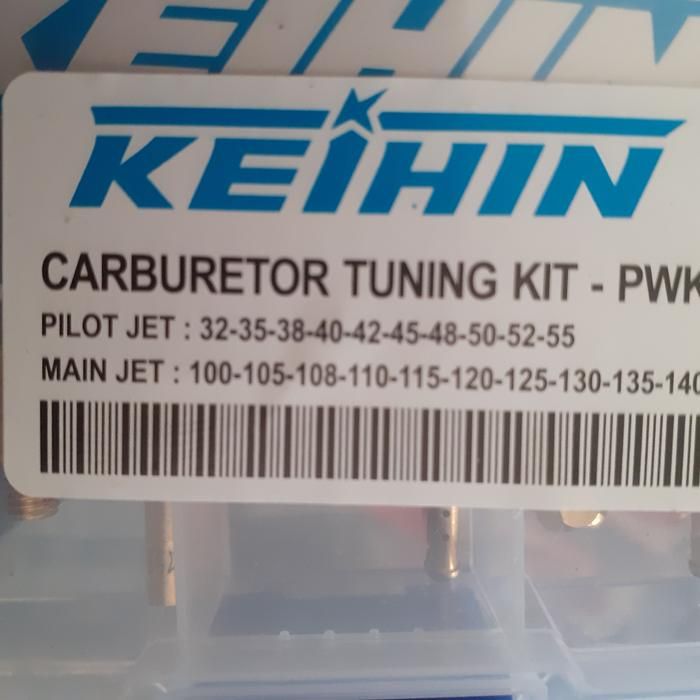 KEIHIN
KEIHIN
CARBURETOR TUNING KIT - PWK
PILOT JET : 32-35-38-40-42-45-48-50-52-55
MAIN JET : 100-105-108-110-115-120-125-130-135-140